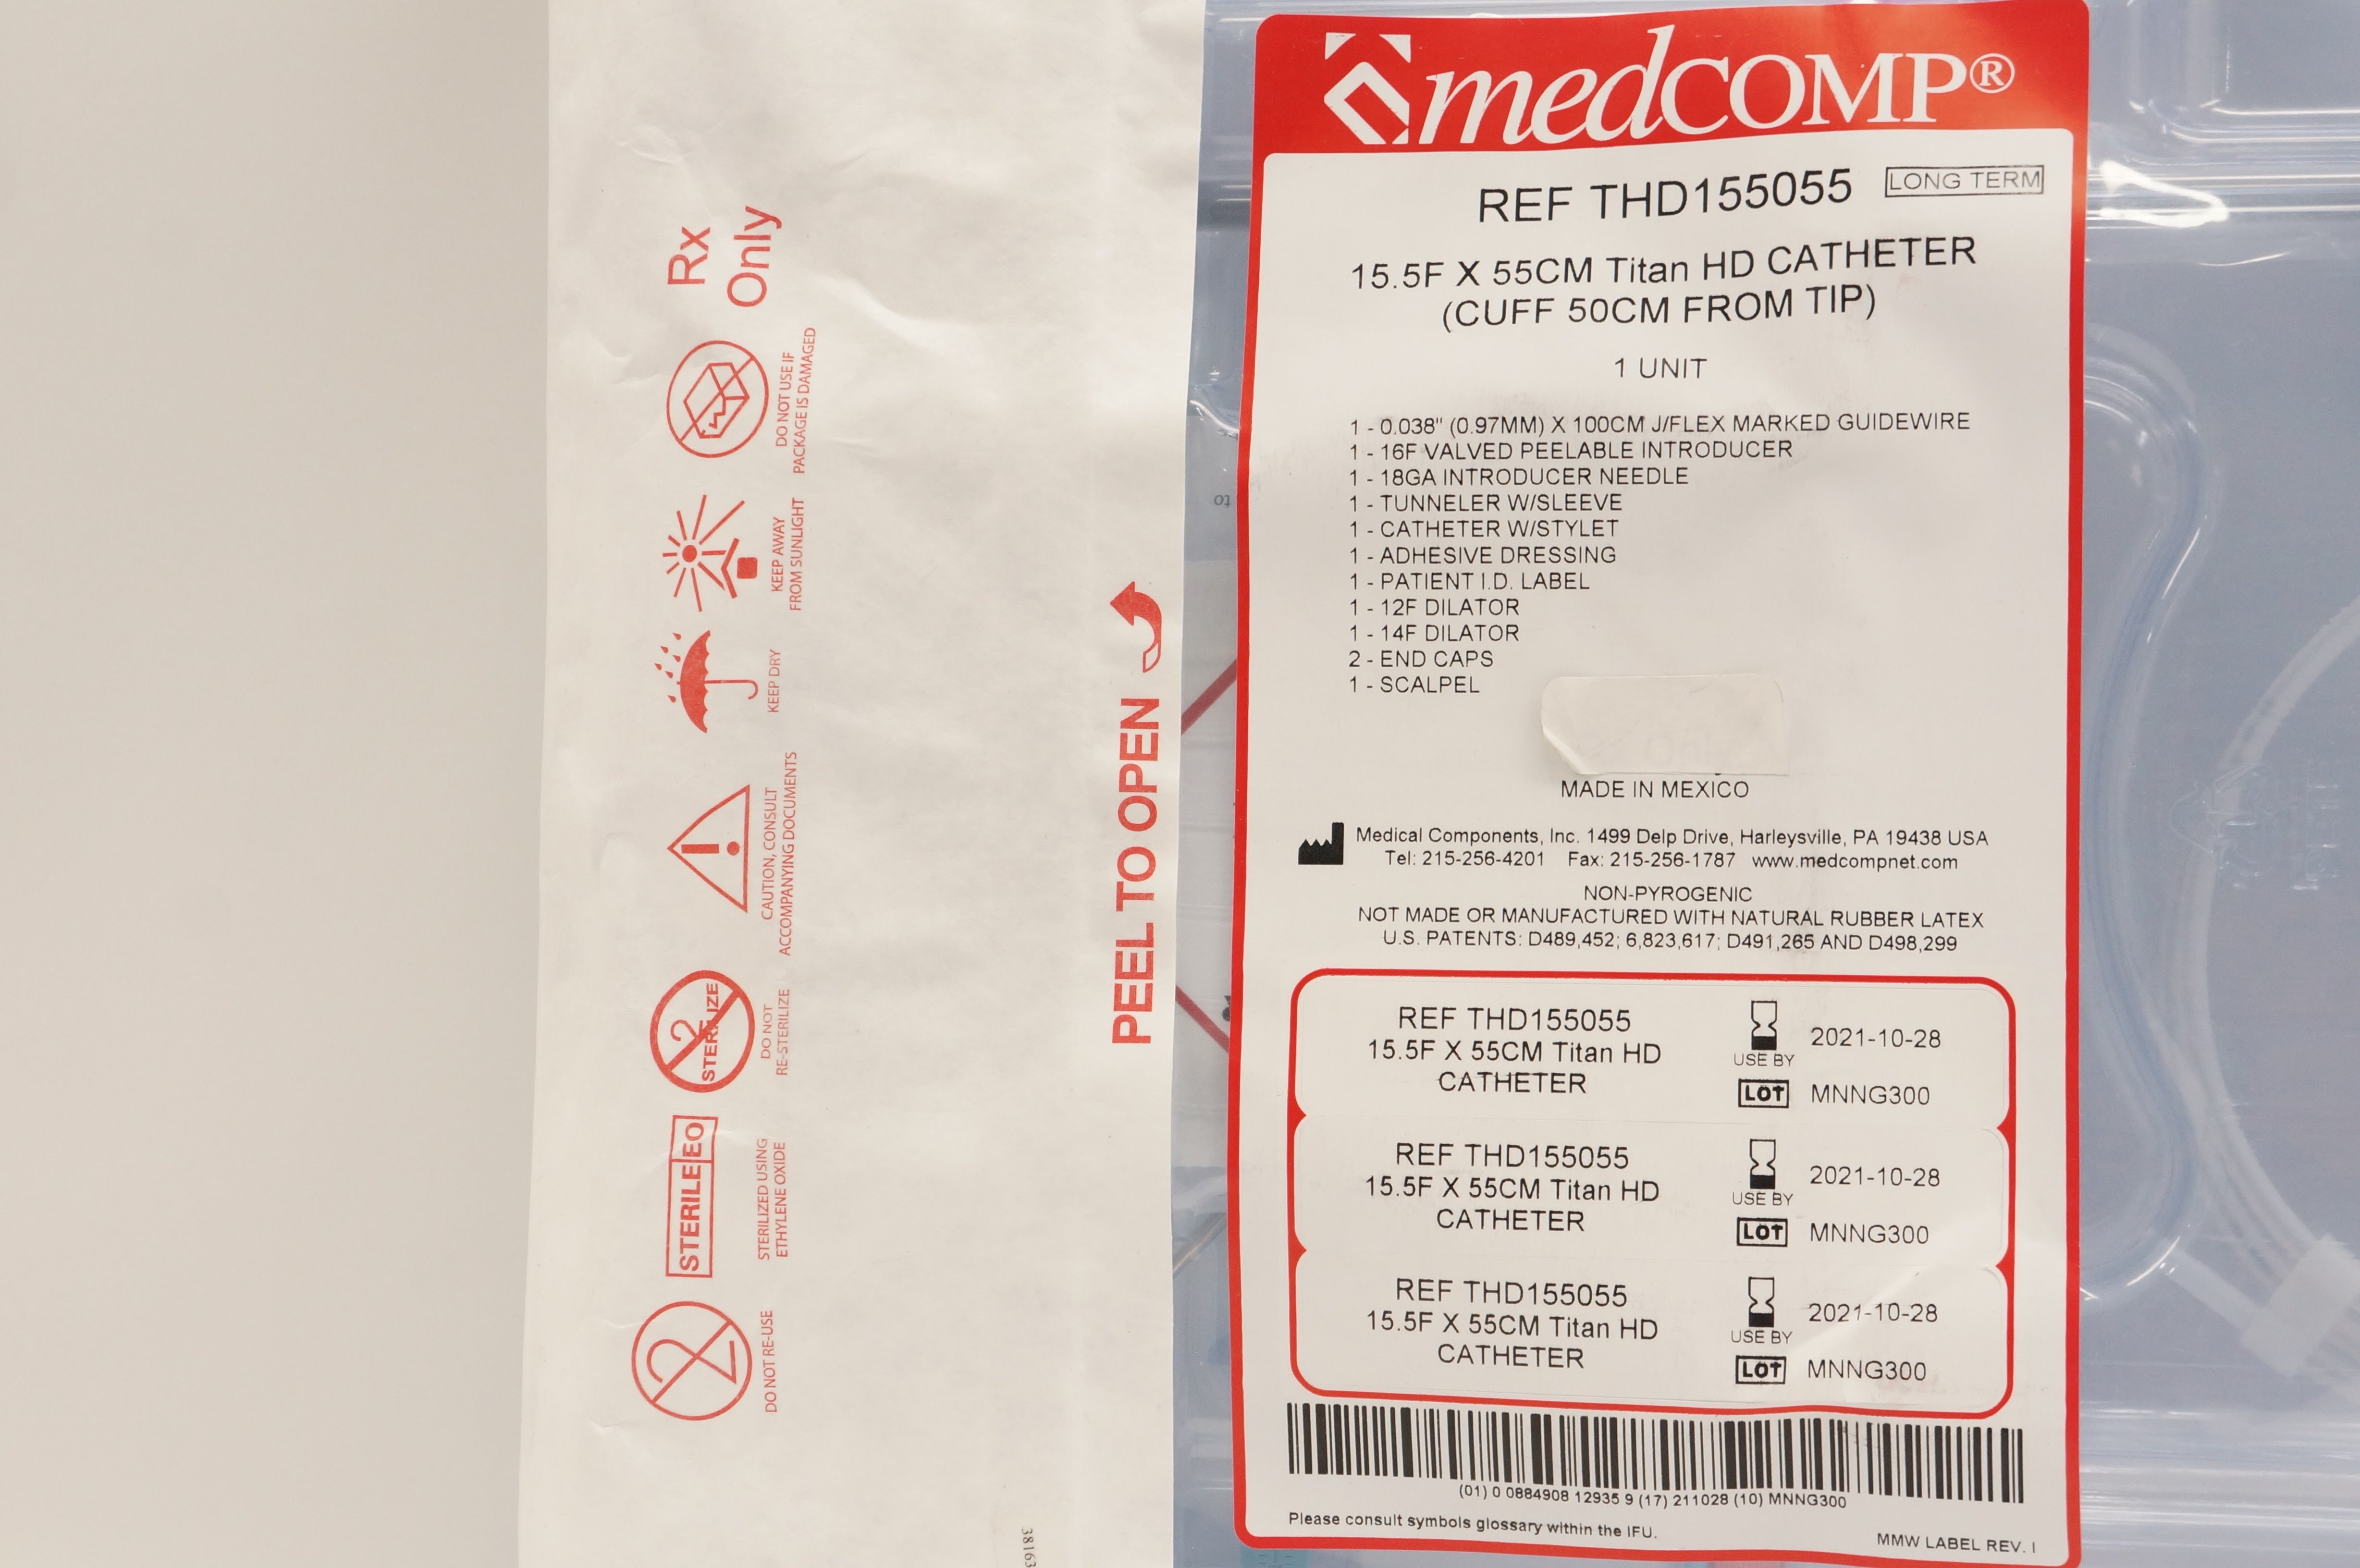 Rx
Only
DO NOT USE IF
PACKAGE IS DAMAGED
KEEP AWAY
FROM SUNLIGHT
KEEP DRY
CAUTION, CONSULT
ACCOMPANYING DOCUMENTS
2
STERILIZE
DO NOT
RE-STERILIZE
STERILE EO
STERILIZED USING
ETHYLENE OXIDE
2
DO NOT RE-USE
PEEL TO OPEN
38163
to
medCOMP®
REF THD155055 LONG TERM
15.5F X 55CM Titan HD CATHETER
(CUFF 50CM FROM TIP)
1 UNIT
1 - 0.038" (0.97MM) X 100CM J/FLEX MARKED GUIDEWIRE
1 - 16F VALVED PEELABLE INTRODUCER
1 - 18GA INTRODUCER NEEDLE
1 - TUNNELER W/SLEEVE
1 - CATHETER W/STYLET
1 - ADHESIVE DRESSING
1 - PATIENT I.D. LABEL
1 - 12F DILATOR
1 - 14F DILATOR
2 - END CAPS
1 - SCALPEL
MADE IN MEXICO
Medical Components, Inc. 1499 Delp Drive, Harleysville, PA 19438 USA
Tel: 215-256-4201 Fax: 215-256-1787 www.medcompnet.com
NON-PYROGENIC
NOT MADE OR MANUFACTURED WITH NATURAL RUBBER LATEX
U.S. PATENTS: D489,452; 6,823,617; D491,265 AND D498,299
REF THD155055
15.5F X 55CM Titan HD
CATHETER
USE BY 2021-10-28
LOT MNNG300
REF THD155055
15.5F X 55CM Titan HD
CATHETER
USE BY 2021-10-28
LOT MNNG300
REF THD155055
15.5F X 55CM Titan HD
CATHETER
USE BY 2021-10-28
LOT MNNG300
(01) 0 0884908 12935 9 (17) 211028 (10) MNNG300
Please consult symbols glossary within the IFU.
MMW LABEL REV. I